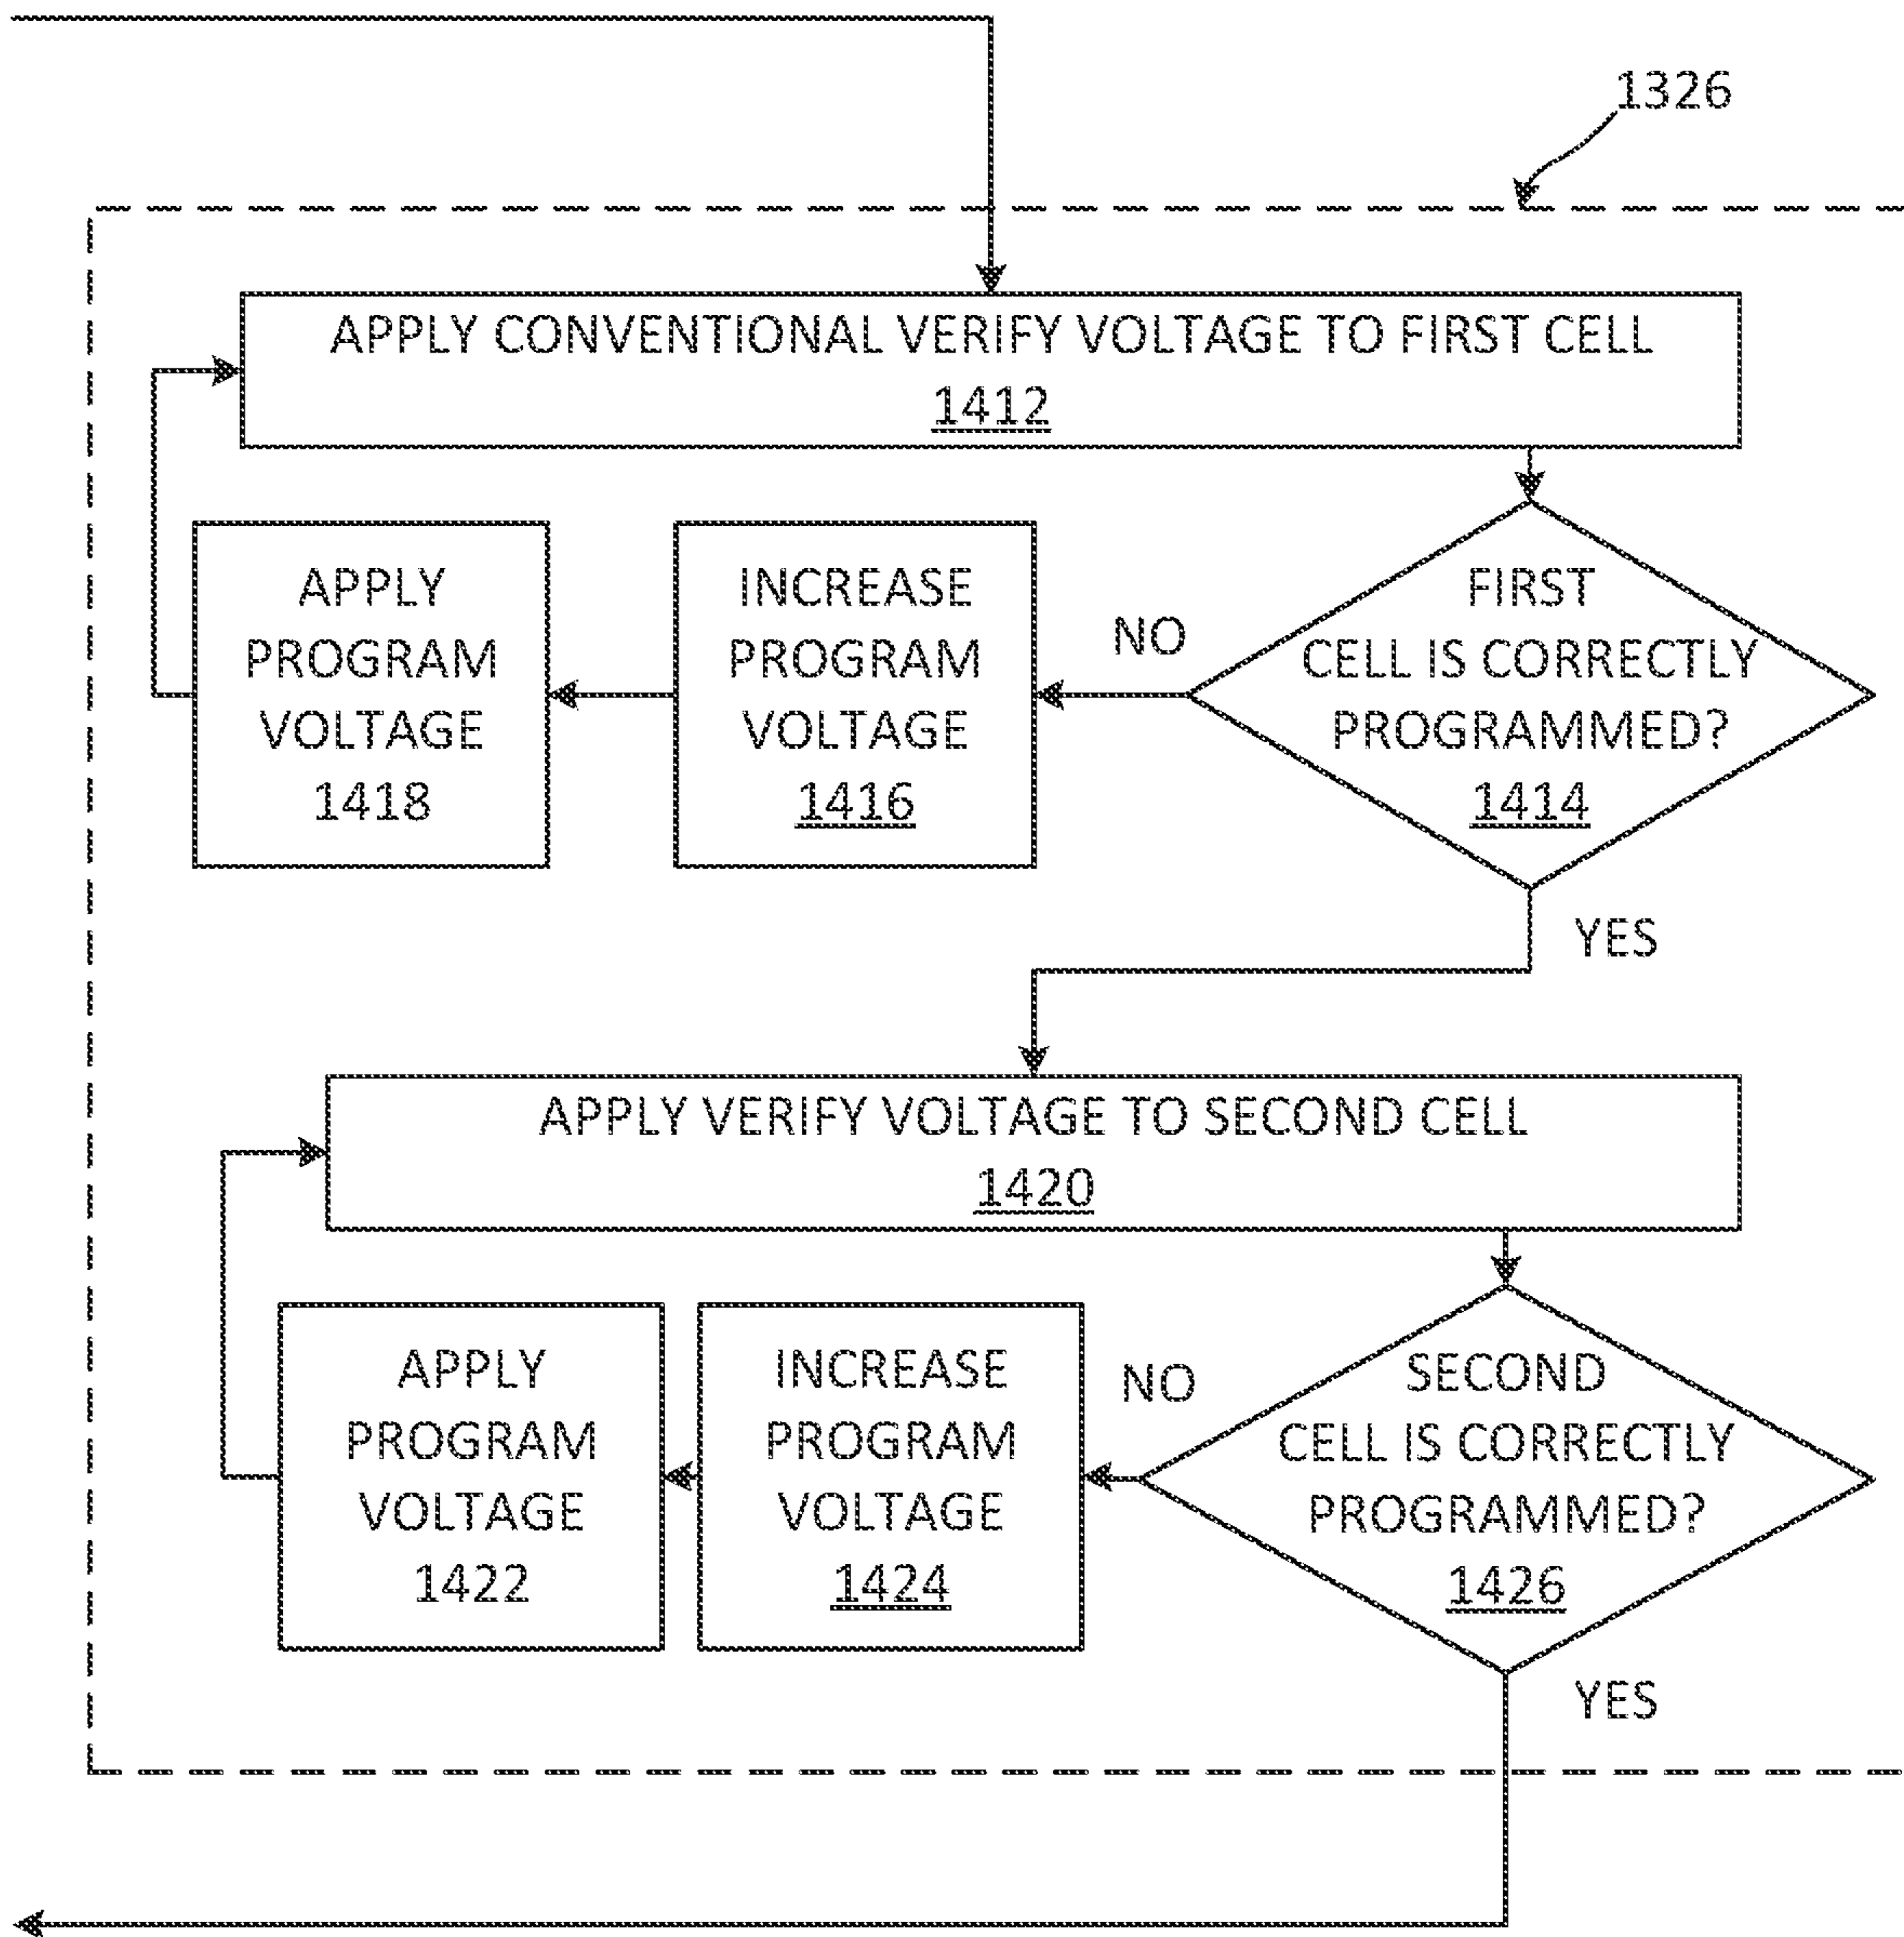 1326
APPLY CONVENTIONAL VERIFY VOLTAGE TO FIRST CELL
1412
APPLY
PROGRAM
VOLTAGE
1418
INCREASE
PROGRAM
VOLTAGE
1416
NO
FIRST
CELL IS CORRECTLY
PROGRAMMED?
1414
YES
APPLY VERIFY VOLTAGE TO SECOND CELL
1420
APPLY
PROGRAM
VOLTAGE
1422
INCREASE
PROGRAM
VOLTAGE
1424
NO
SECOND
CELL IS CORRECTLY
PROGRAMMED?
1426
YES